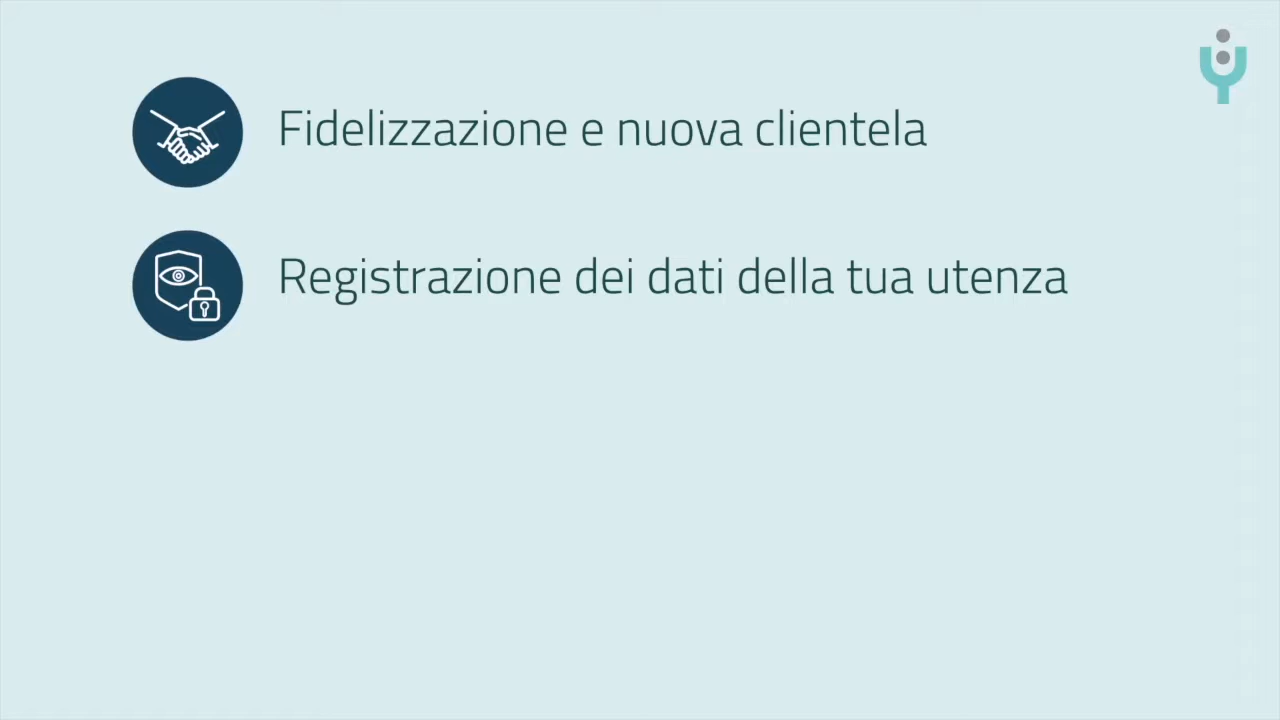 Fidelizzazione e nuova clientela
Registrazione dei dati della tua utenza